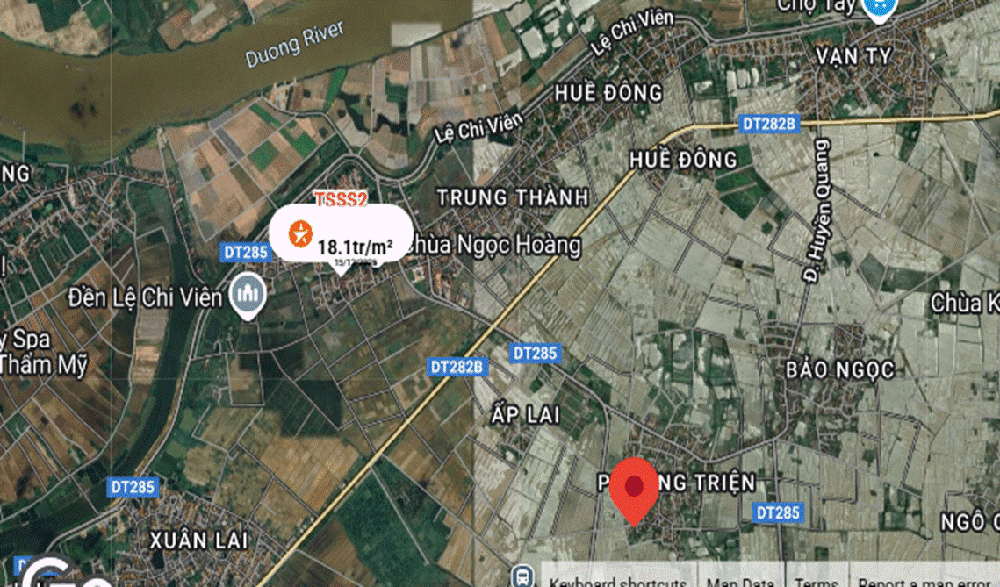 Chợ Tay
Duong River
Lệ Chi Viên
VẠN TY
HUỀ ĐÔNG
DT282B
Lệ Chi Viên
HUỀ ĐÔNG
NG
TSSS2
TRUNG THÀNH
Đ. Huyền Quang
18.1tr/m²
DT285
Chùa Ngọc Hoàng
Đền Lệ Chi Viên
Chùa K
y Spa
Thẩm Mỹ
DT285
DT282B
BẢO NGỌC
ẤP LAI
DT285
P NG TRIỆN
DT285
NGÔ
XUÂN LAI
Keyboard shortcuts
Map Data
Terms
Report a map error